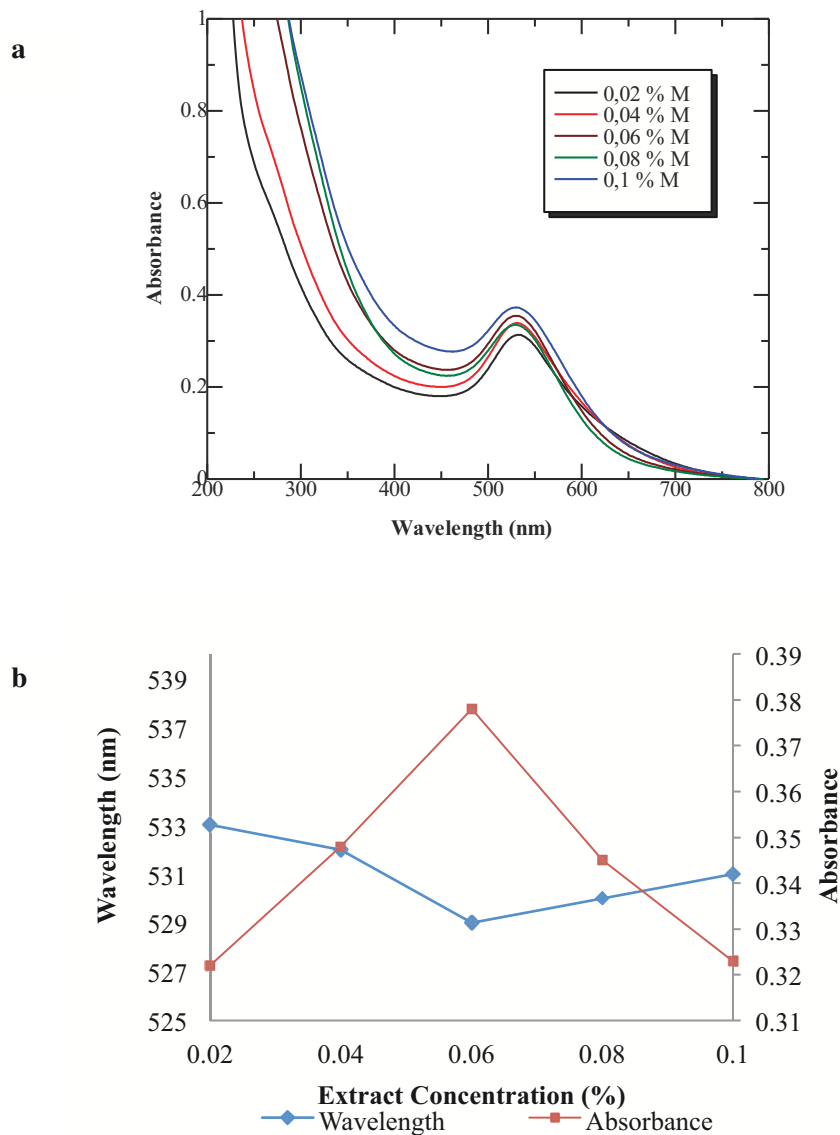 a
1
0.8
0.6
0.4
0.2
0
Absorbance
0,02 % M
0,04 % M
0,06 % M
0,08 % M
0,1 % M
200 300 400 500 600 700 800
Wavelength (nm)
b
539
537
535
533
531
529
527
525
Wavelength (nm)
0.39
0.38
0.37
0.36
0.35
0.34
0.33
0.32
0.31
Absorbance
0.02 0.04 0.06 0.08 0.1
Extract Concentration (%)
Wavelength Absorbance